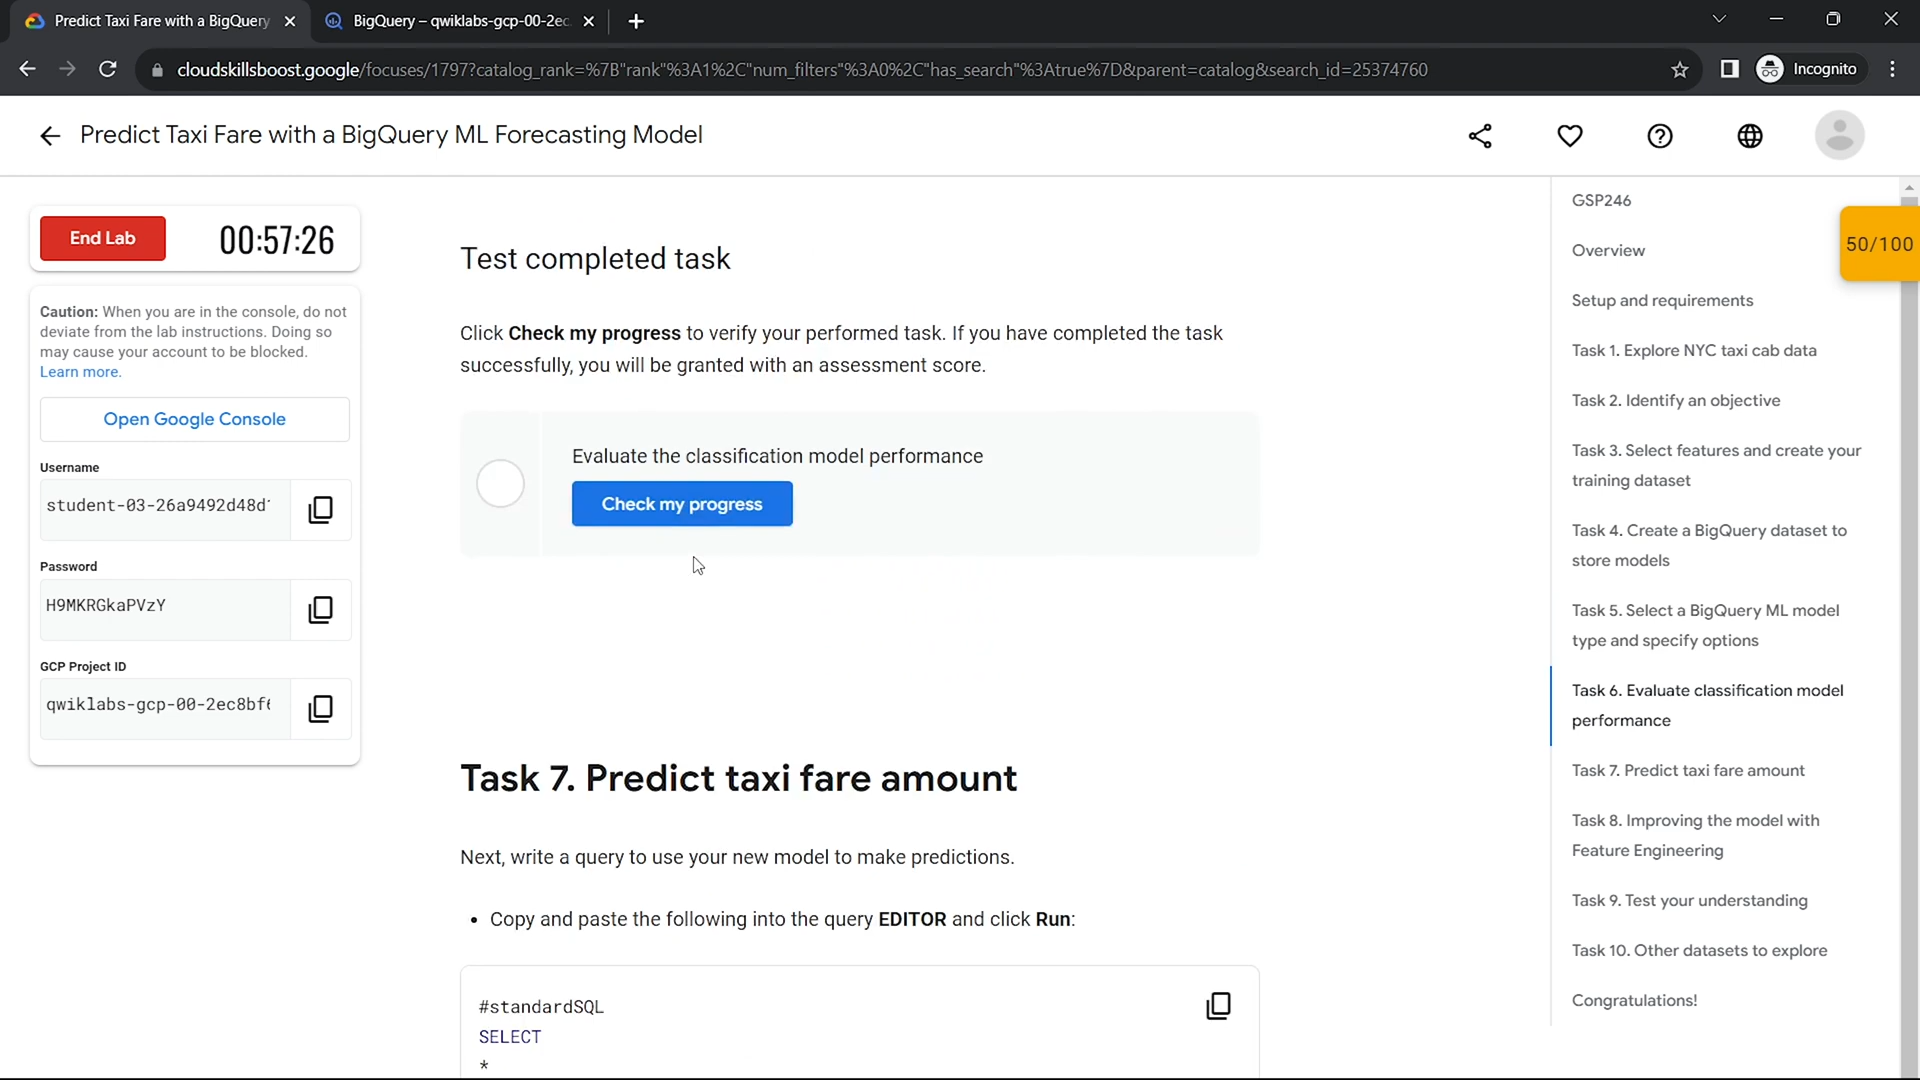 Predict Taxi Fare with a BigQuery
BigQuery – qwiklabs-gcp-00-2ec
cloudskillsboost.google/focuses/1797?catalog_rank=%7B"rank"%3A1%2C"num_filters"%3A0%2C"has_search"%3Atrue%7D&parent=catalog&search_id=25374760
Incognito
Predict Taxi Fare with a BigQuery ML Forecasting Model
End Lab
00:57:26
Caution: When you are in the console, do not
deviate from the lab instructions. Doing so
may cause your account to be blocked.
Learn more.
Open Google Console
Username
student-03-26a9492d48d
Password
H9MKRGkaPVzY
GCP Project ID
qwiklabs-gcp-00-2ec8bf
Test completed task
Click Check my progress to verify your performed task. If you have completed the task
successfully, you will be granted with an assessment score.
Evaluate the classification model performance
Check my progress
Task 7. Predict taxi fare amount
Next, write a query to use your new model to make predictions.
• Copy and paste the following into the query EDITOR and click Run:
#standardSQL
SELECT
*
GSP246
Overview
Setup and requirements
Task 1. Explore NYC taxi cab data
Task 2. Identify an objective
Task 3. Select features and create your
training dataset
Task 4. Create a BigQuery dataset to
store models
Task 5. Select a BigQuery ML model
type and specify options
Task 6. Evaluate classification model
performance
Task 7. Predict taxi fare amount
Task 8. Improving the model with
Feature Engineering
Task 9. Test your understanding
Task 10. Other datasets to explore
Congratulations!
50/100